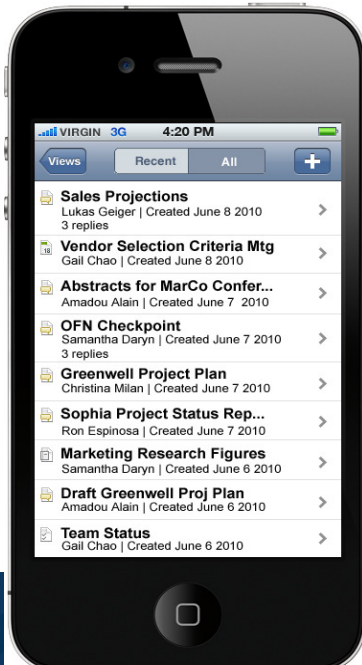 VIRGIN 3G 4:20 PM
Views Recent All +
Sales Projections
Lukas Geiger | Created June 8 2010
3 replies
18 Vendor Selection Criteria Mtg
Gail Chao | Created June 8 2010
Abstracts for MarCo Confer...
Amadou Alain | Created June 7  2010
OFN Checkpoint
Samantha Daryn | Created June 7 2010
3 replies
Greenwell Project Plan
Christina Milan | Created June 7 2010
Sophia Project Status Rep...
Ron Espinosa | Created June 7 2010
Marketing Research Figures
Samantha Daryn | Created June 6 2010
Draft Greenwell Proj Plan
Amadou Alain | Created June 6 2010
Team Status
Gail Chao | Created June 6 2010